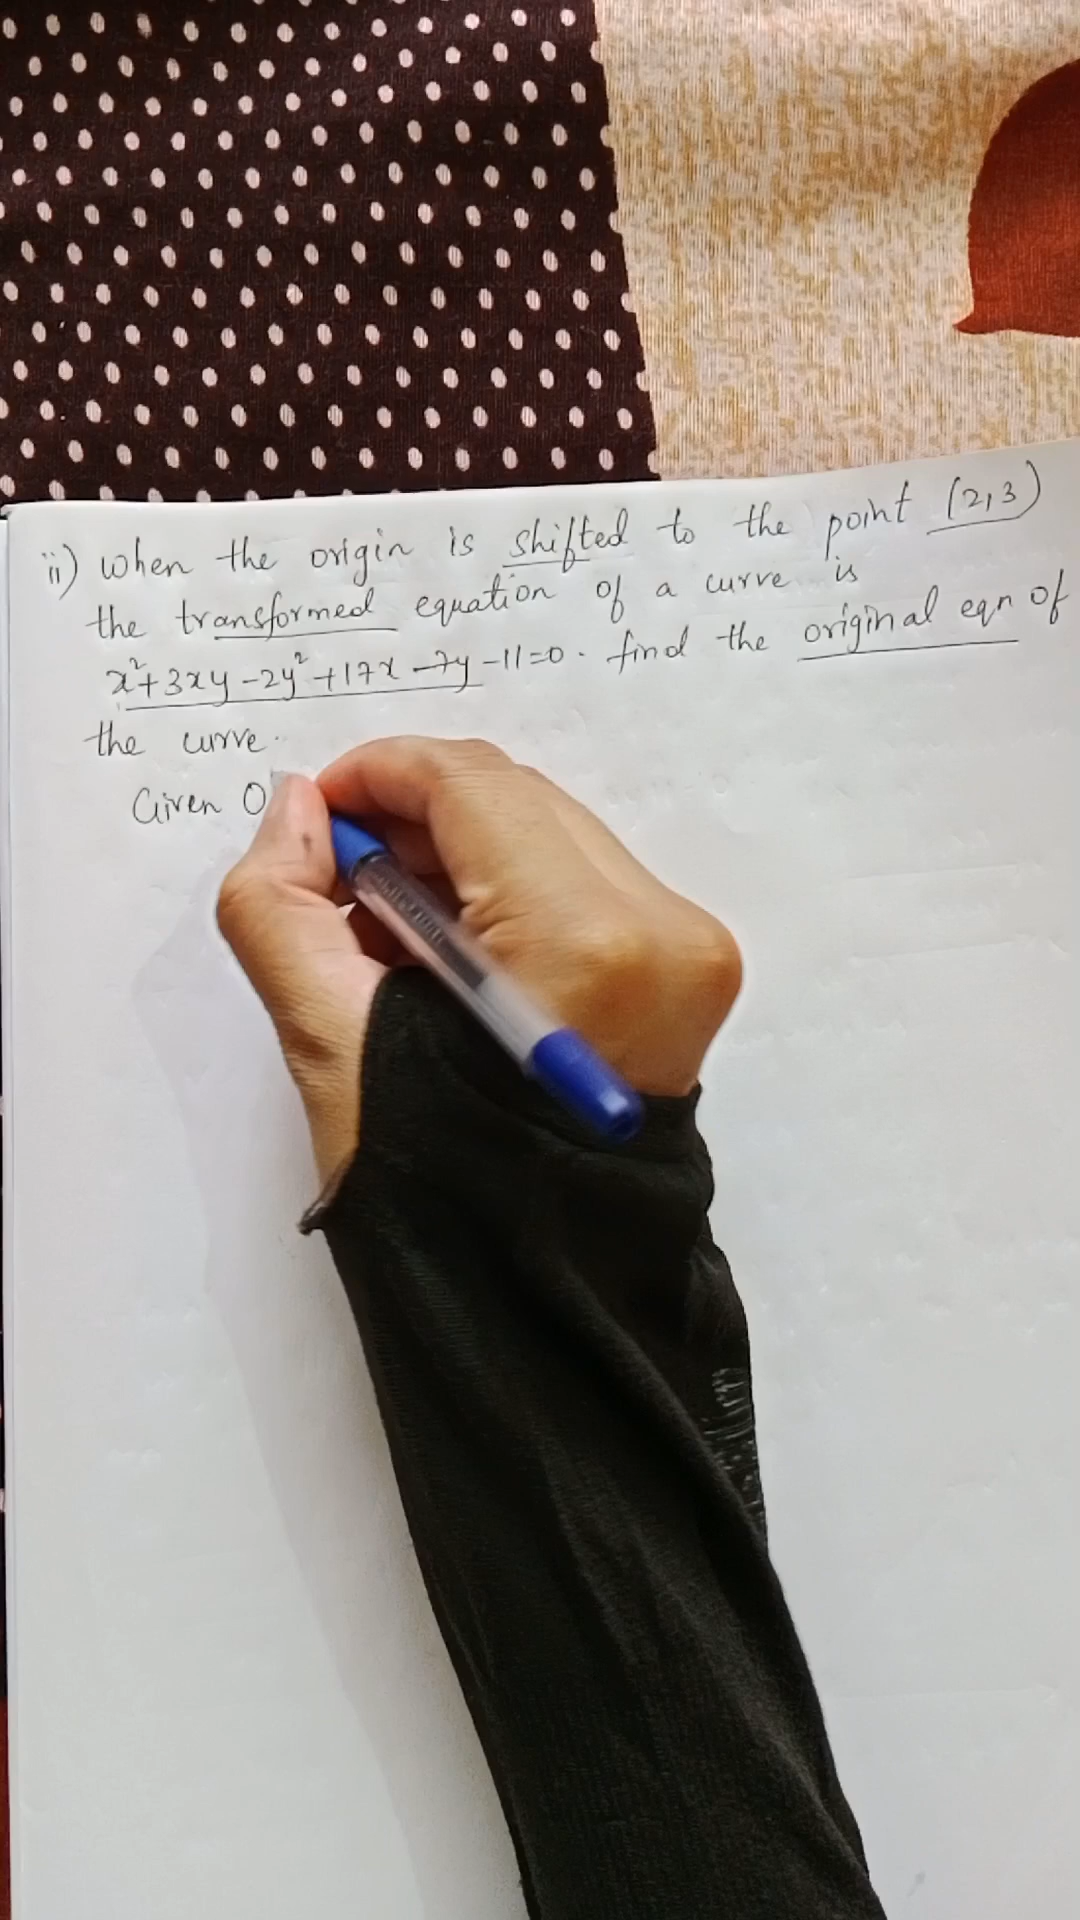 ii) when the origin is shifted to the point (2,3)
the transformed equation of a curve is
x²+3xy-2y²+17x-7y-11=0. find the original eqn of
the curve.
Given O